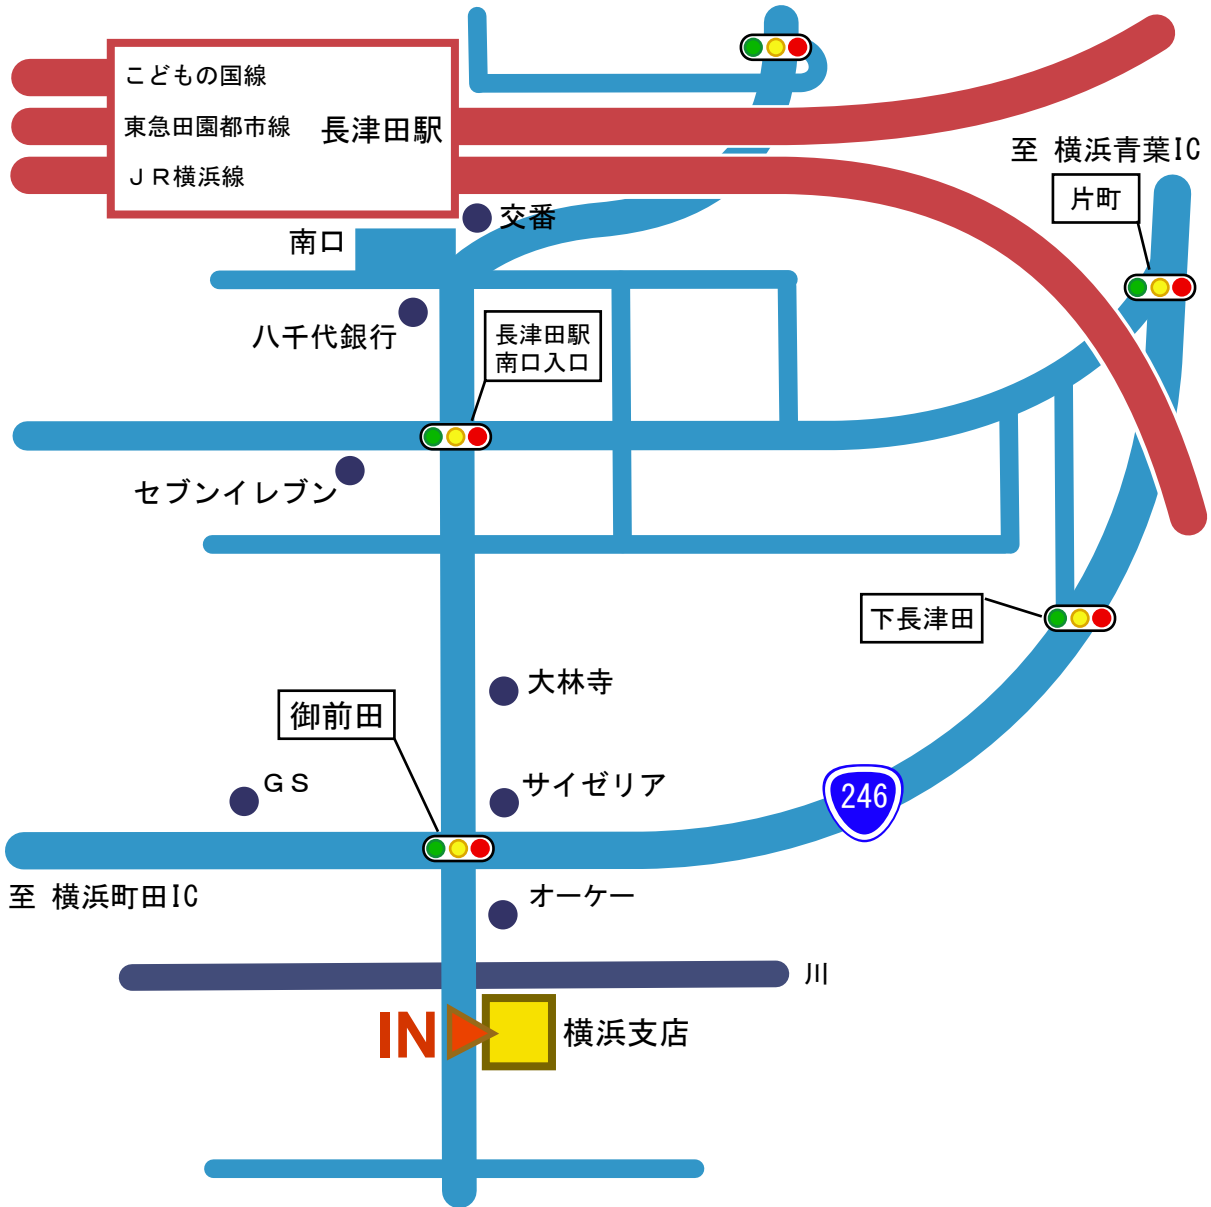 こどもの国線
東急田園都市線
長津田駅
ＪＲ横浜線
至 横浜青葉IC
片町
交番
南口
八千代銀行
長津田駅
南口入口
セブンイレブン
下長津田
大林寺
御前田
ＧＳ
サイゼリア
246
至 横浜町田IC
オーケー
川
IN
横浜支店